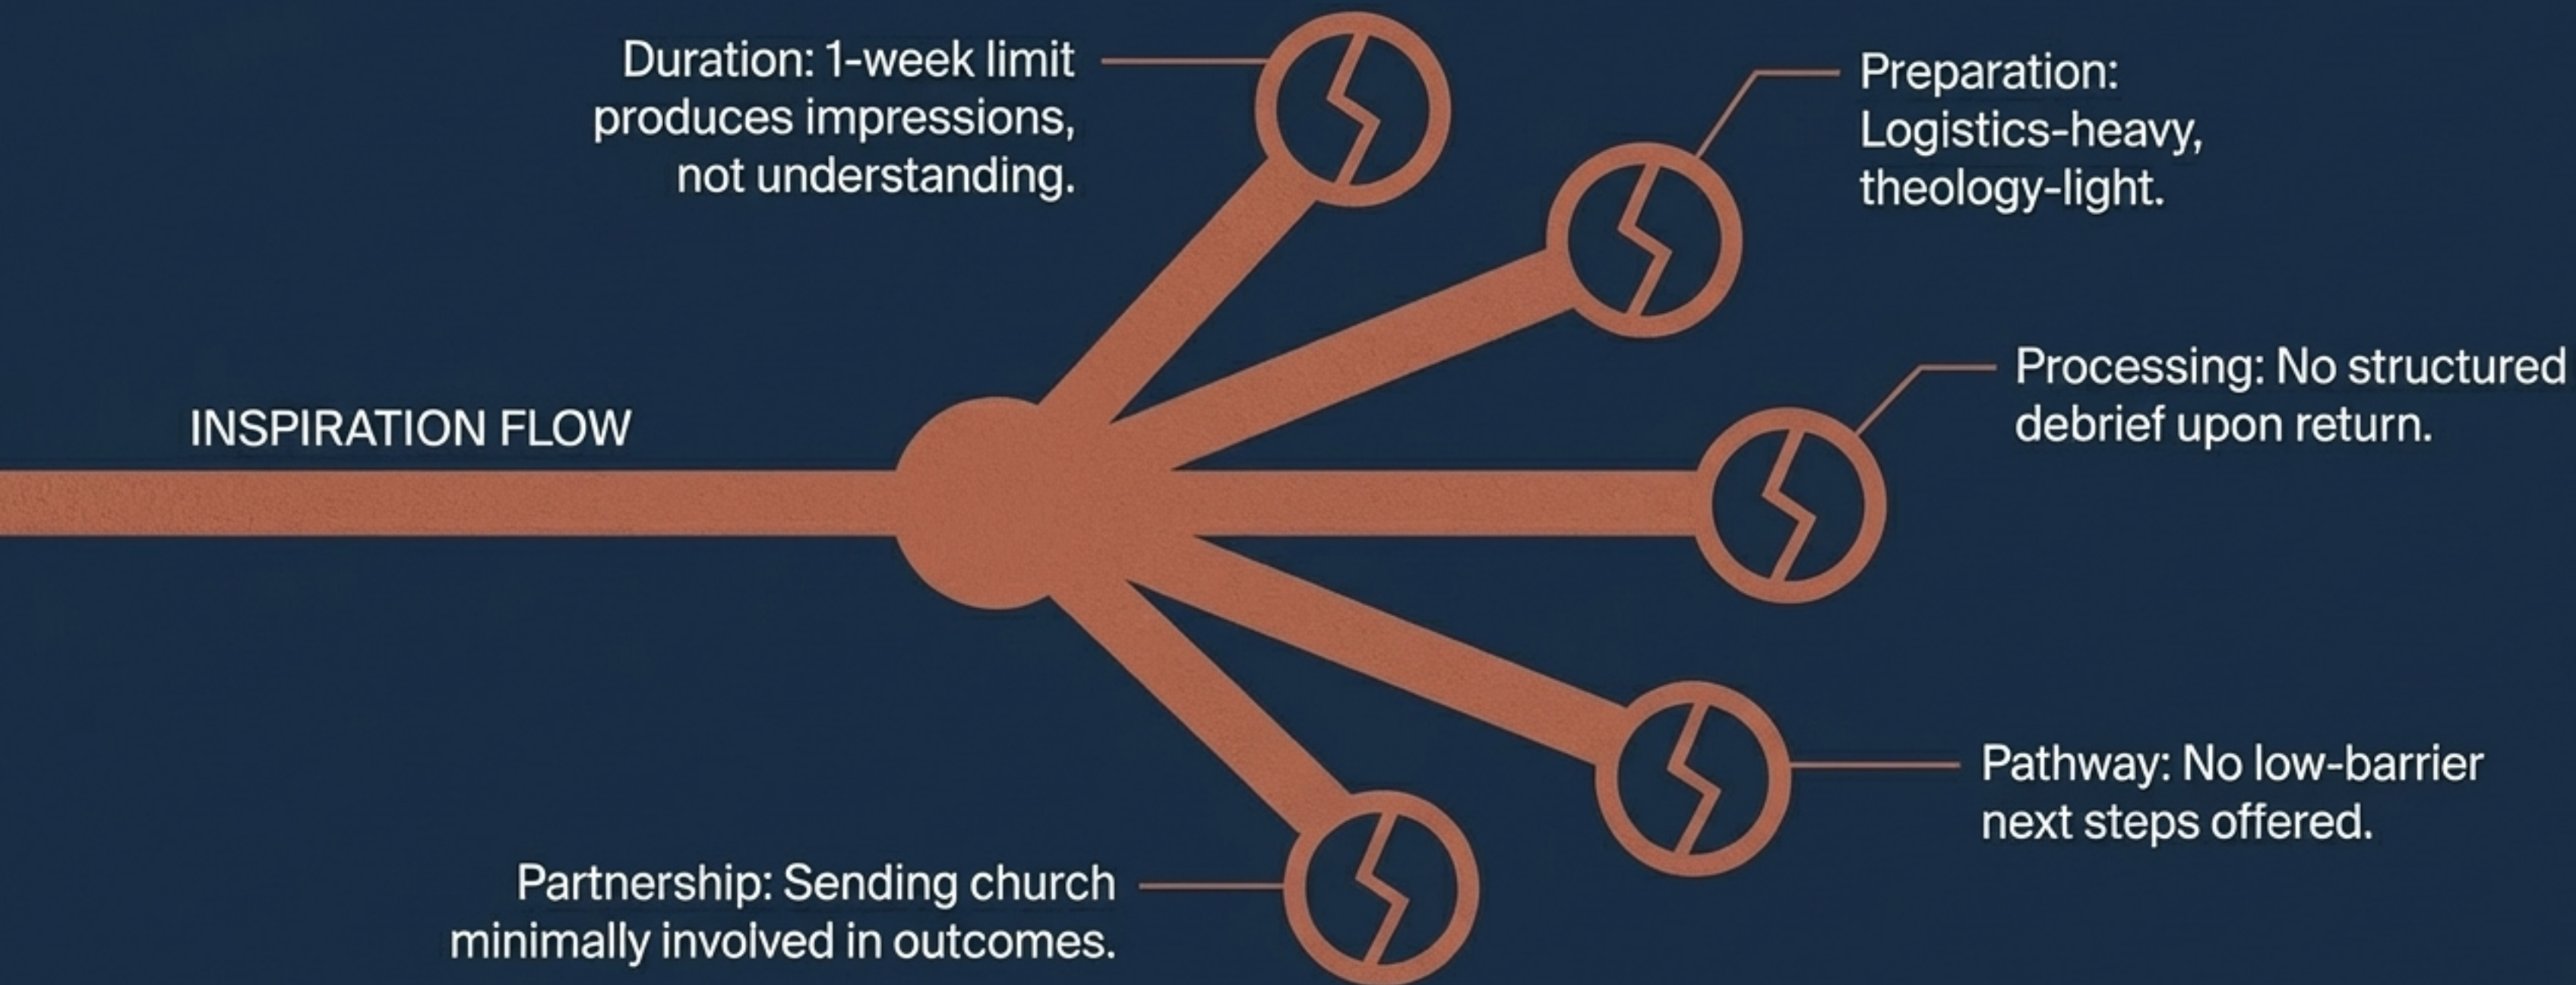 Duration: 1-week limit
produces impressions,
not understanding.
Preparation:
Logistics-heavy,
theology-light.
Processing: No structured
debrief upon return.
INSPIRATION FLOW
Pathway: No low-barrier
next steps offered.
Partnership: Sending church
minimally involved in outcomes.